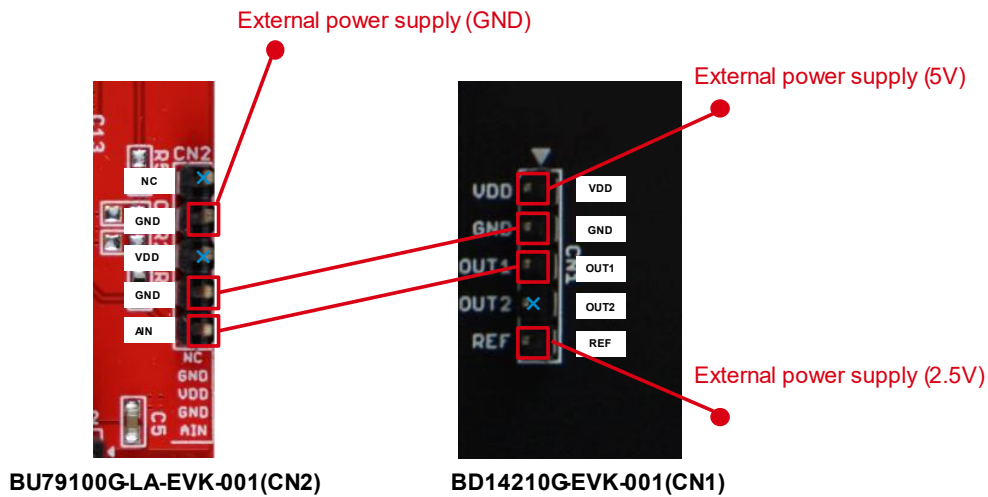 External power supply (GND)
External power supply (5V)
C13
CN2
NC
GND
VDD
GND
AIN
NC
GND
VDD
GND
AIN
C5
VDD
GND
OUT1
OUT2
REF
CN1
VDD
GND
OUT1
OUT2
REF
External power supply (2.5V)
BU79100G-LA-EVK-001(CN2)
BD14210G-EVK-001(CN1)